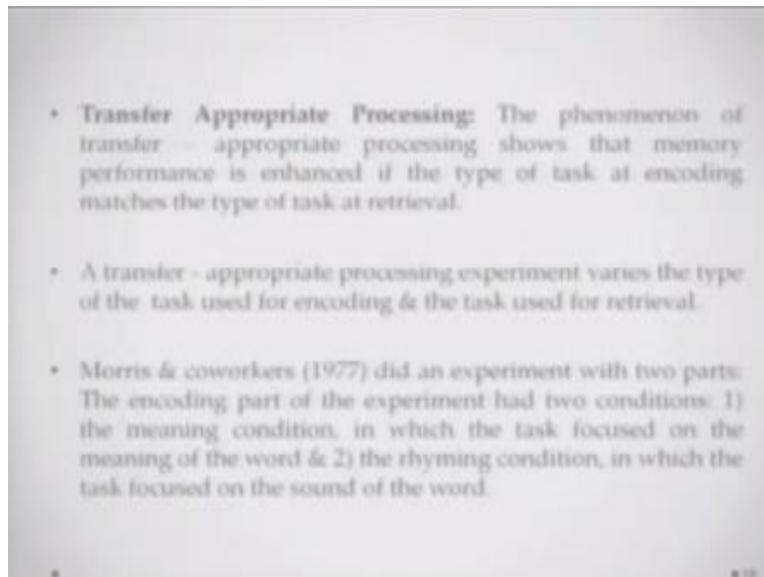 • Transfer Appropriate Processing: The phenomenon of
transfer - appropriate processing shows that memory
performance is enhanced if the type of task at encoding
matches the type of task at retrieval.
• A transfer - appropriate processing experiment varies the type
of the task used for encoding & the task used for retrieval.
• Morris & coworkers (1977) did an experiment with two parts:
The encoding part of the experiment had two conditions: 1)
the meaning condition, in which the task focused on the
meaning of the word & 2) the rhyming condition, in which the
task focused on the sound of the word.